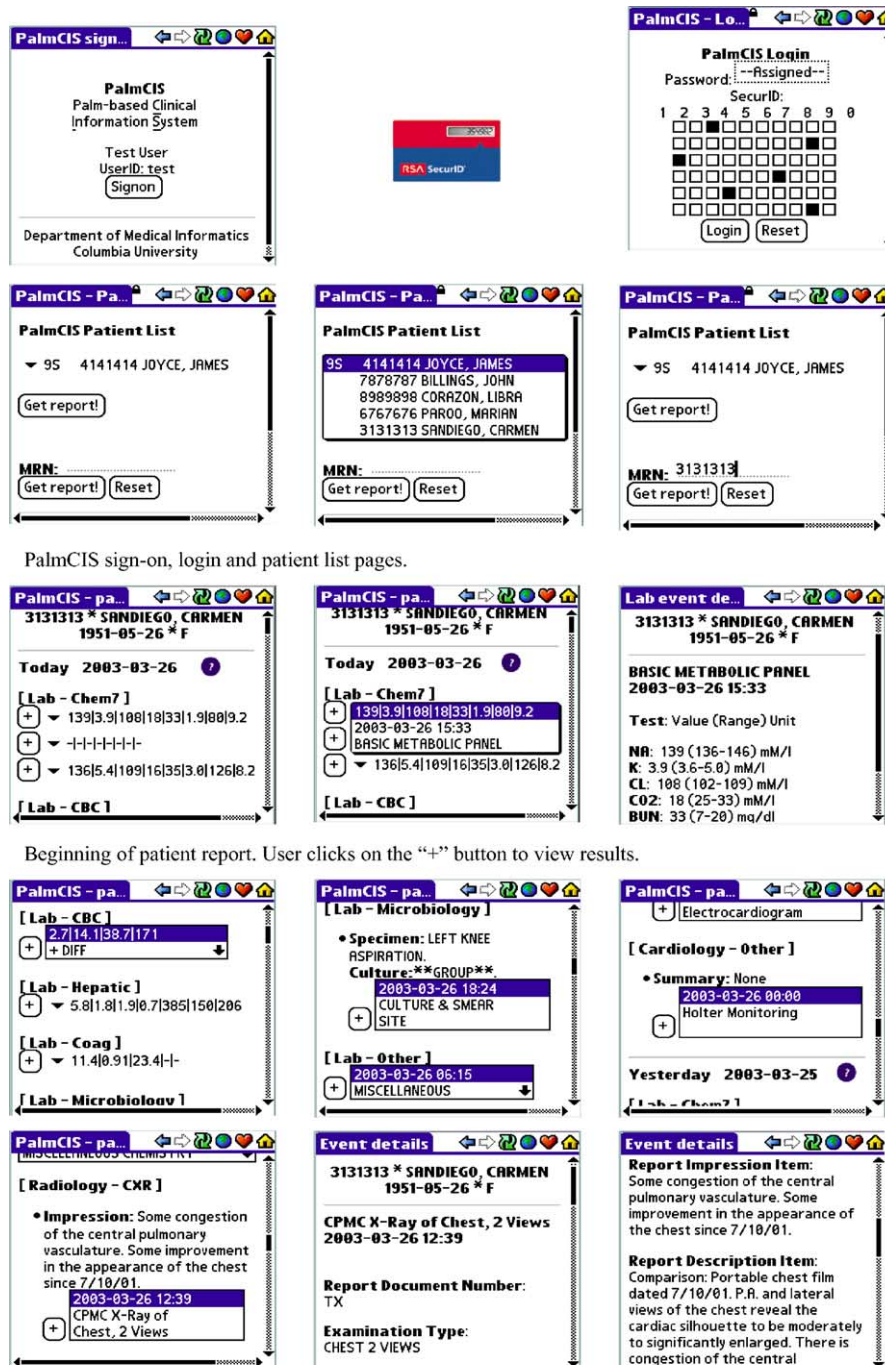 PalmCIS sign...
PalmCIS
Palm-based Clinical
Information System
Test User
UserID: test
Signon
Department of Medical Informatics
Columbia University
RSA SecurID
PalmCIS - Lo...
PalmCIS Login
Password: --Assigned--
SecurID:
1 2 3 4 5 6 7 8 9 0
Login Reset
PalmCIS - Pa...
PalmCIS Patient List
9S 4141414 JOYCE, JAMES
Get report!
MRN:
Get report! Reset
PalmCIS - Pa...
PalmCIS Patient List
9S 4141414 JOYCE, JAMES
7878787 BILLINGS, JOHN
8989898 CORAZON, LIBRA
6767676 PAROO, MARIAN
3131313 SANDIEGO, CARMEN
MRN:
Get report! Reset
PalmCIS - Pa...
PalmCIS Patient List
9S 4141414 JOYCE, JAMES
Get report!
MRN: 3131313
Get report! Reset
PalmCIS sign-on, login and patient list pages.
PalmCIS - pa...
3131313 * SANDIEGO, CARMEN
1951-05-26 * F
Today 2003-03-26 ?
[ Lab - Chem7 ]
+ 139|3.9|108|18|33|1.9|80|9.2
+ -|-|-|-|-|-|-|-
+ 136|5.4|109|16|35|3.0|126|8.2
[ Lab - CBC ]
PalmCIS - pa...
3131313 * SANDIEGO, CARMEN
1951-05-26 * F
Today 2003-03-26 ?
[ Lab - Chem7 ]
+ 139|3.9|108|18|33|1.9|80|9.2
2003-03-26 15:33
+ BASIC METABOLIC PANEL
+ 136|5.4|109|16|35|3.0|126|8.2
[ Lab - CBC ]
Lab event de...
3131313 * SANDIEGO, CARMEN
1951-05-26 * F
BASIC METABOLIC PANEL
2003-03-26 15:33
Test: Value (Range) Unit
NA: 139 (136-146) mM/l
K: 3.9 (3.6-5.0) mM/l
CL: 108 (102-109) mM/l
CO2: 18 (25-33) mM/l
BUN: 33 (7-20) mg/dl
Beginning of patient report. User clicks on the “+” button to view results.
PalmCIS - pa...
[ Lab - CBC ]
2.7|14.1|38.7|171
+ + DIFF
[ Lab - Hepatic ]
+ 5.8|1.8|1.9|0.7|385|150|206
[ Lab - Coag ]
+ 11.4|0.91|23.4|-|-
[ Lab - Microbiology ]
PalmCIS - pa...
[ Lab - Microbiology ]
• Specimen: LEFT KNEE
ASPIRATION.
Culture:**GROUP**.
2003-03-26 18:24
CULTURE & SMEAR
+ SITE
[ Lab - Other ]
2003-03-26 06:15
+ MISCELLANEOUS
PalmCIS - pa...
+ Electrocardiogram
[ Cardiology - Other ]
• Summary: None
2003-03-26 00:00
Holter Monitoring
+
Yesterday 2003-03-25 ?
[ Lab - Chem7 ]
PalmCIS - pa...
MISCELLANEOUS CHEMISTRY
[ Radiology - CXR ]
• Impression: Some congestion
of the central pulmonary
vasculature. Some improvement
in the appearance of the chest
since 7/10/01.
2003-03-26 12:39
CPMC X-Ray of
+ Chest, 2 Views
Event details
3131313 * SANDIEGO, CARMEN
1951-05-26 * F
CPMC X-Ray of Chest, 2 Views
2003-03-26 12:39
Report Document Number:
TX
Examination Type:
CHEST 2 VIEWS
Event details
Report Impression Item:
Some congestion of the central
pulmonary vasculature. Some
improvement in the appearance of
the chest since 7/10/01.
Report Description Item:
Comparison: Portable chest film
dated 7/10/01. P.A. and lateral
views of the chest reveal the
cardiac silhouette to be moderately
to significantly enlarged. There is
congestion of the central